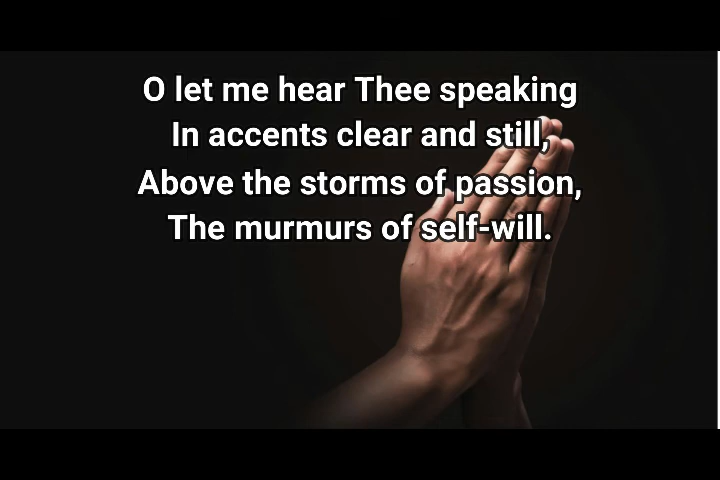 O let me hear Thee speaking
In accents clear and still,
Above the storms of passion,
The murmurs of self-will.